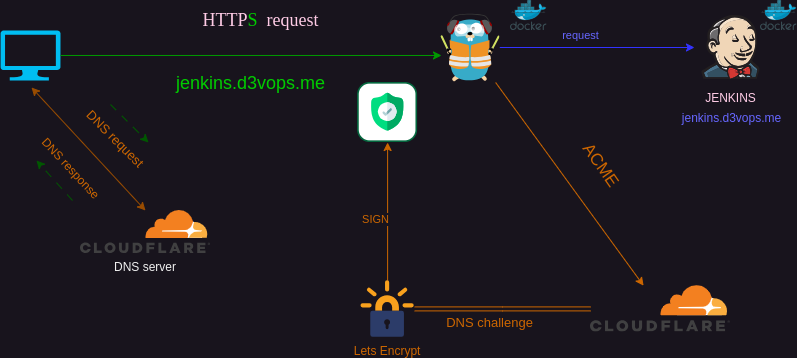 HTTPS request
docker
docker
request
jenkins.d3vops.me
JENKINS
jenkins.d3vops.me
DNS request
DNS response
ACME
SIGN
CLOUDFLARE
DNS server
DNS challenge
CLOUDFLARE
Lets Encrypt